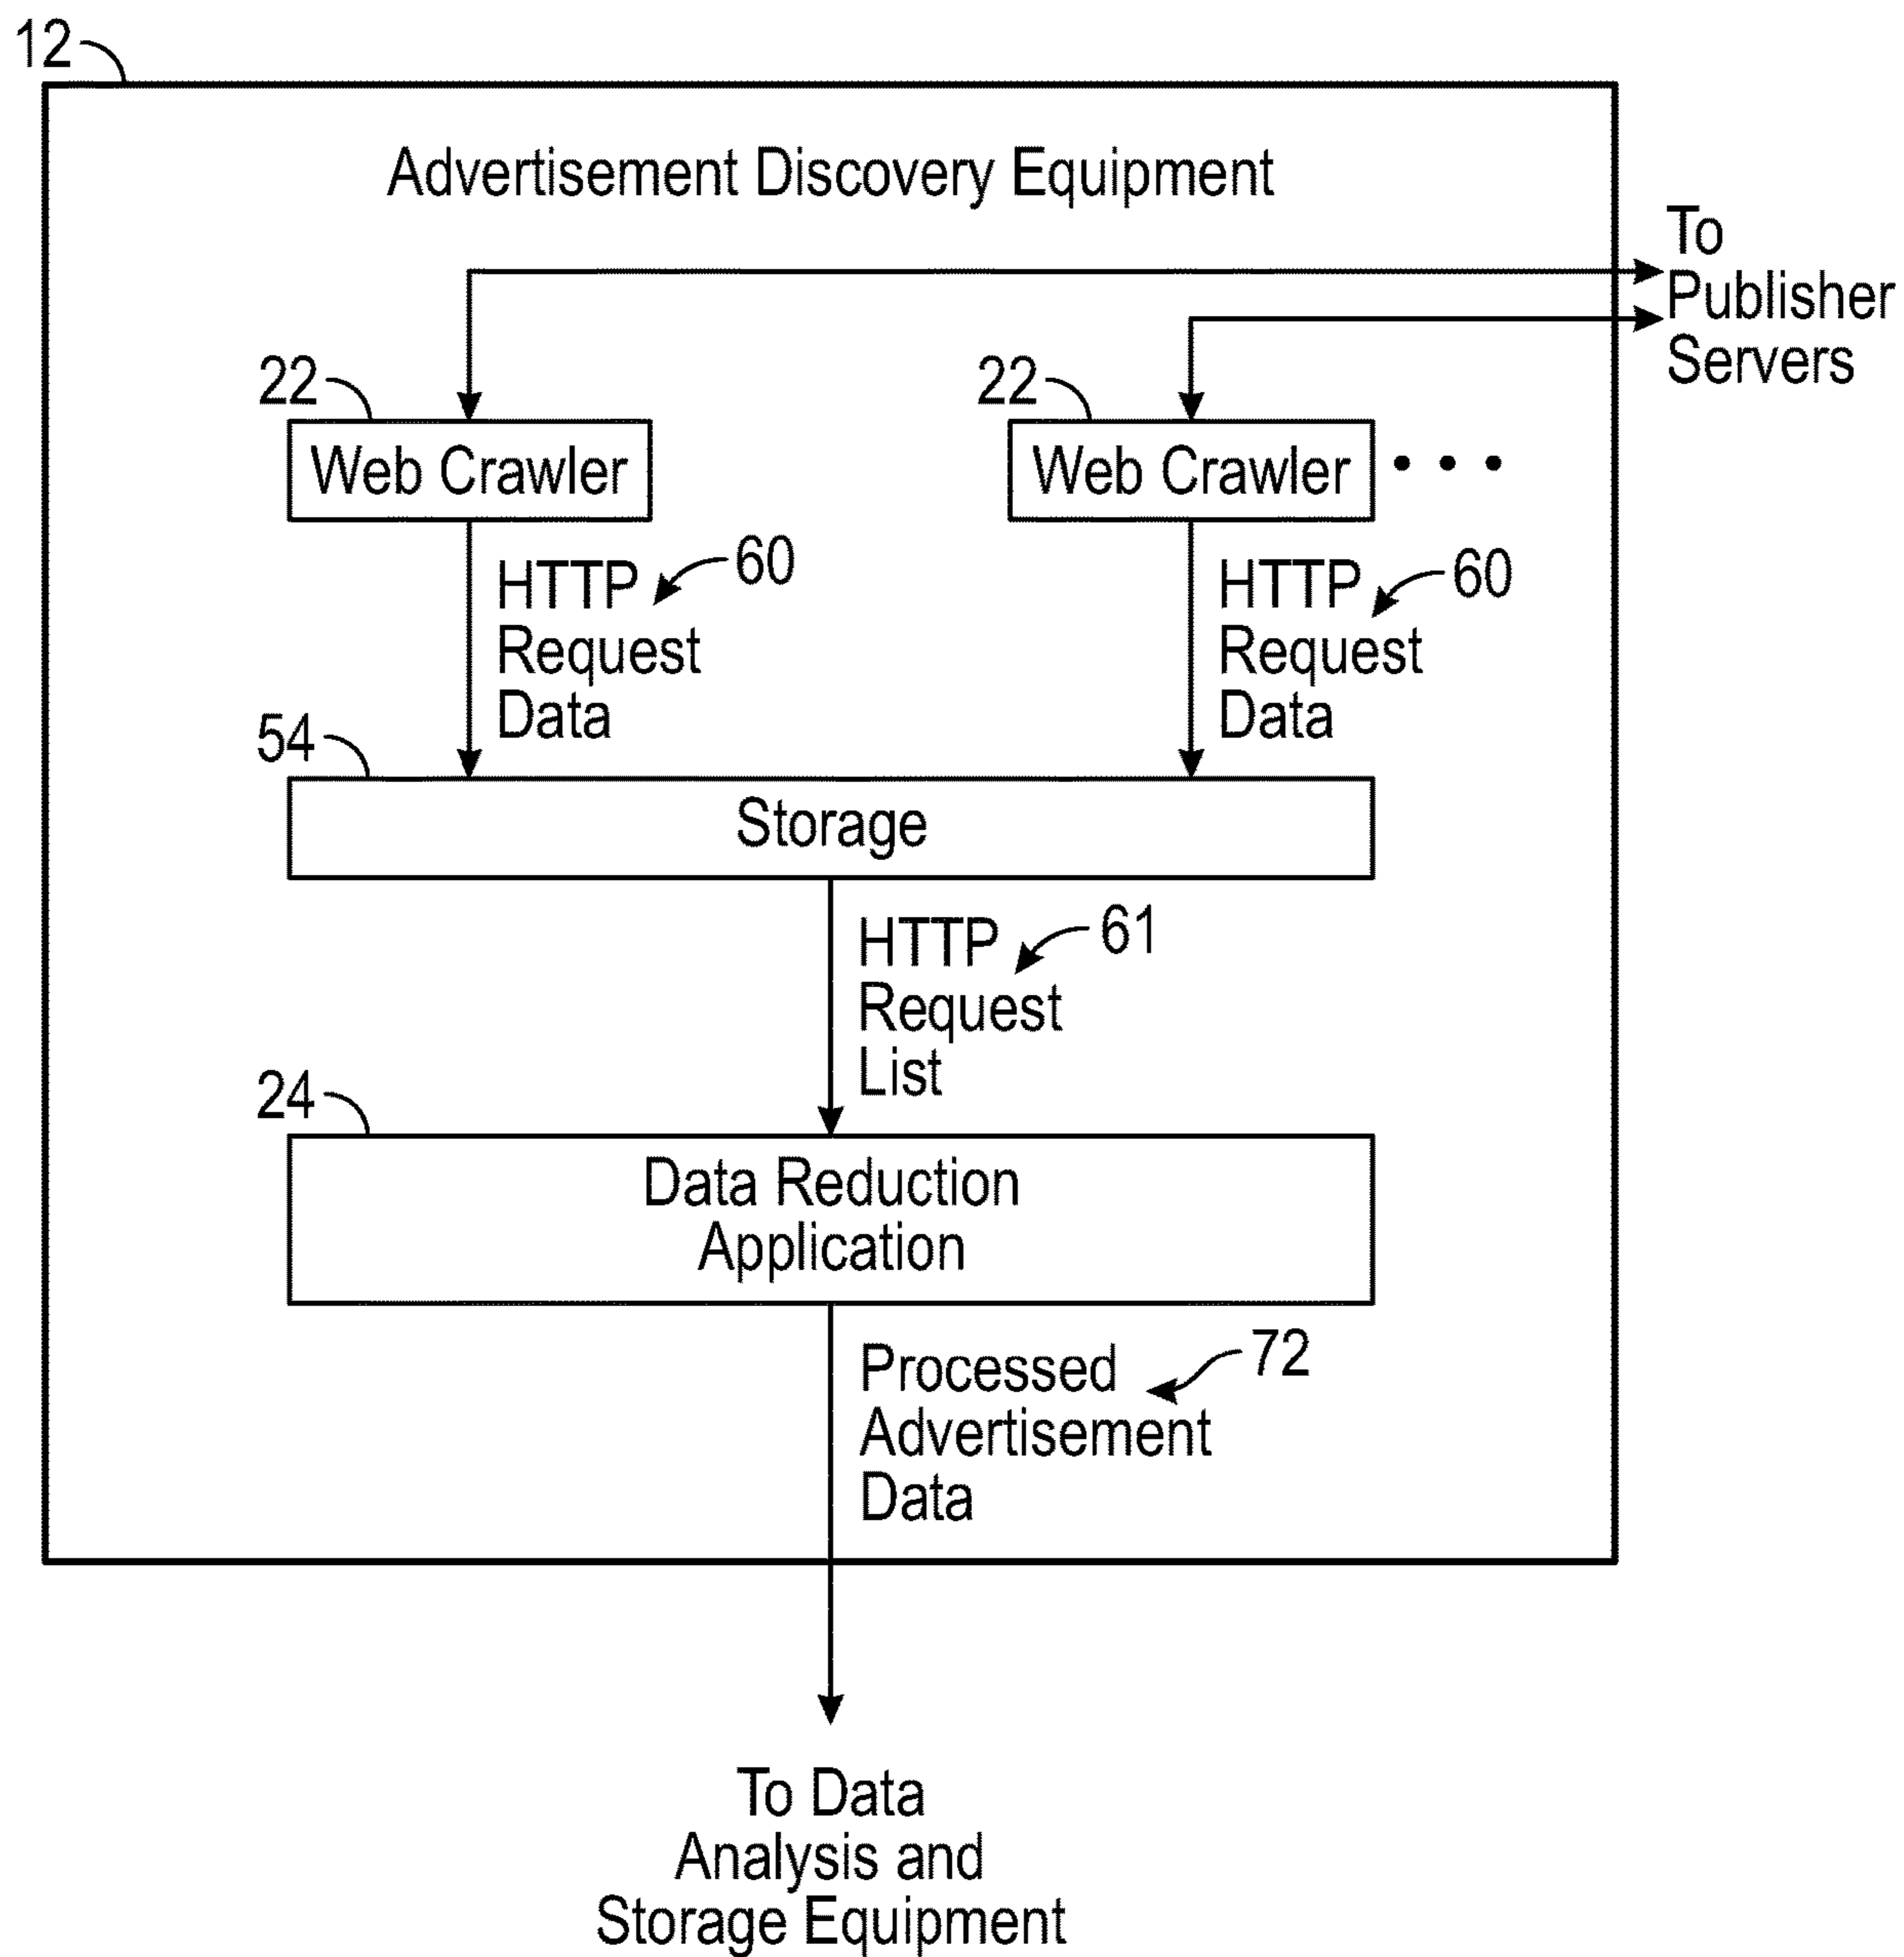 12
Advertisement Discovery Equipment
To
Publisher
Servers
22
Web Crawler
22
Web Crawler
HTTP
Request
Data
60
HTTP
Request
Data
60
54
Storage
HTTP
Request
List
61
24
Data Reduction
Application
Processed
Advertisement
Data
72
To Data
Analysis and
Storage Equipment